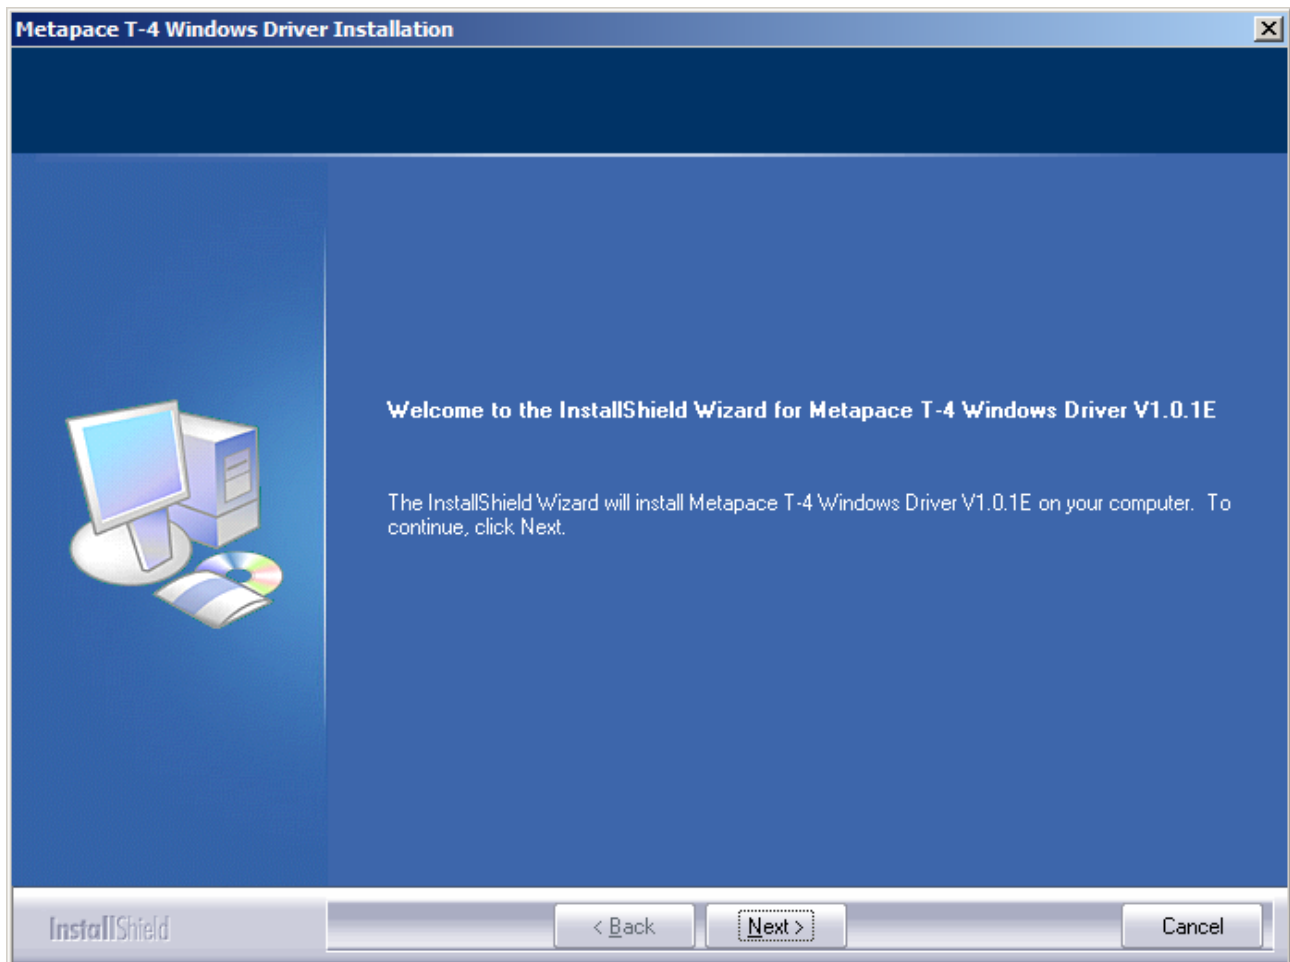 Metapace T-4 Windows Driver Installation
Welcome to the InstallShield Wizard for Metapace T-4 Windows Driver V1.0.1E
The InstallShield Wizard will install Metapace T-4 Windows Driver V1.0.1E on your computer.  To
continue, click Next.
InstallShield
< Back
Next >
Cancel